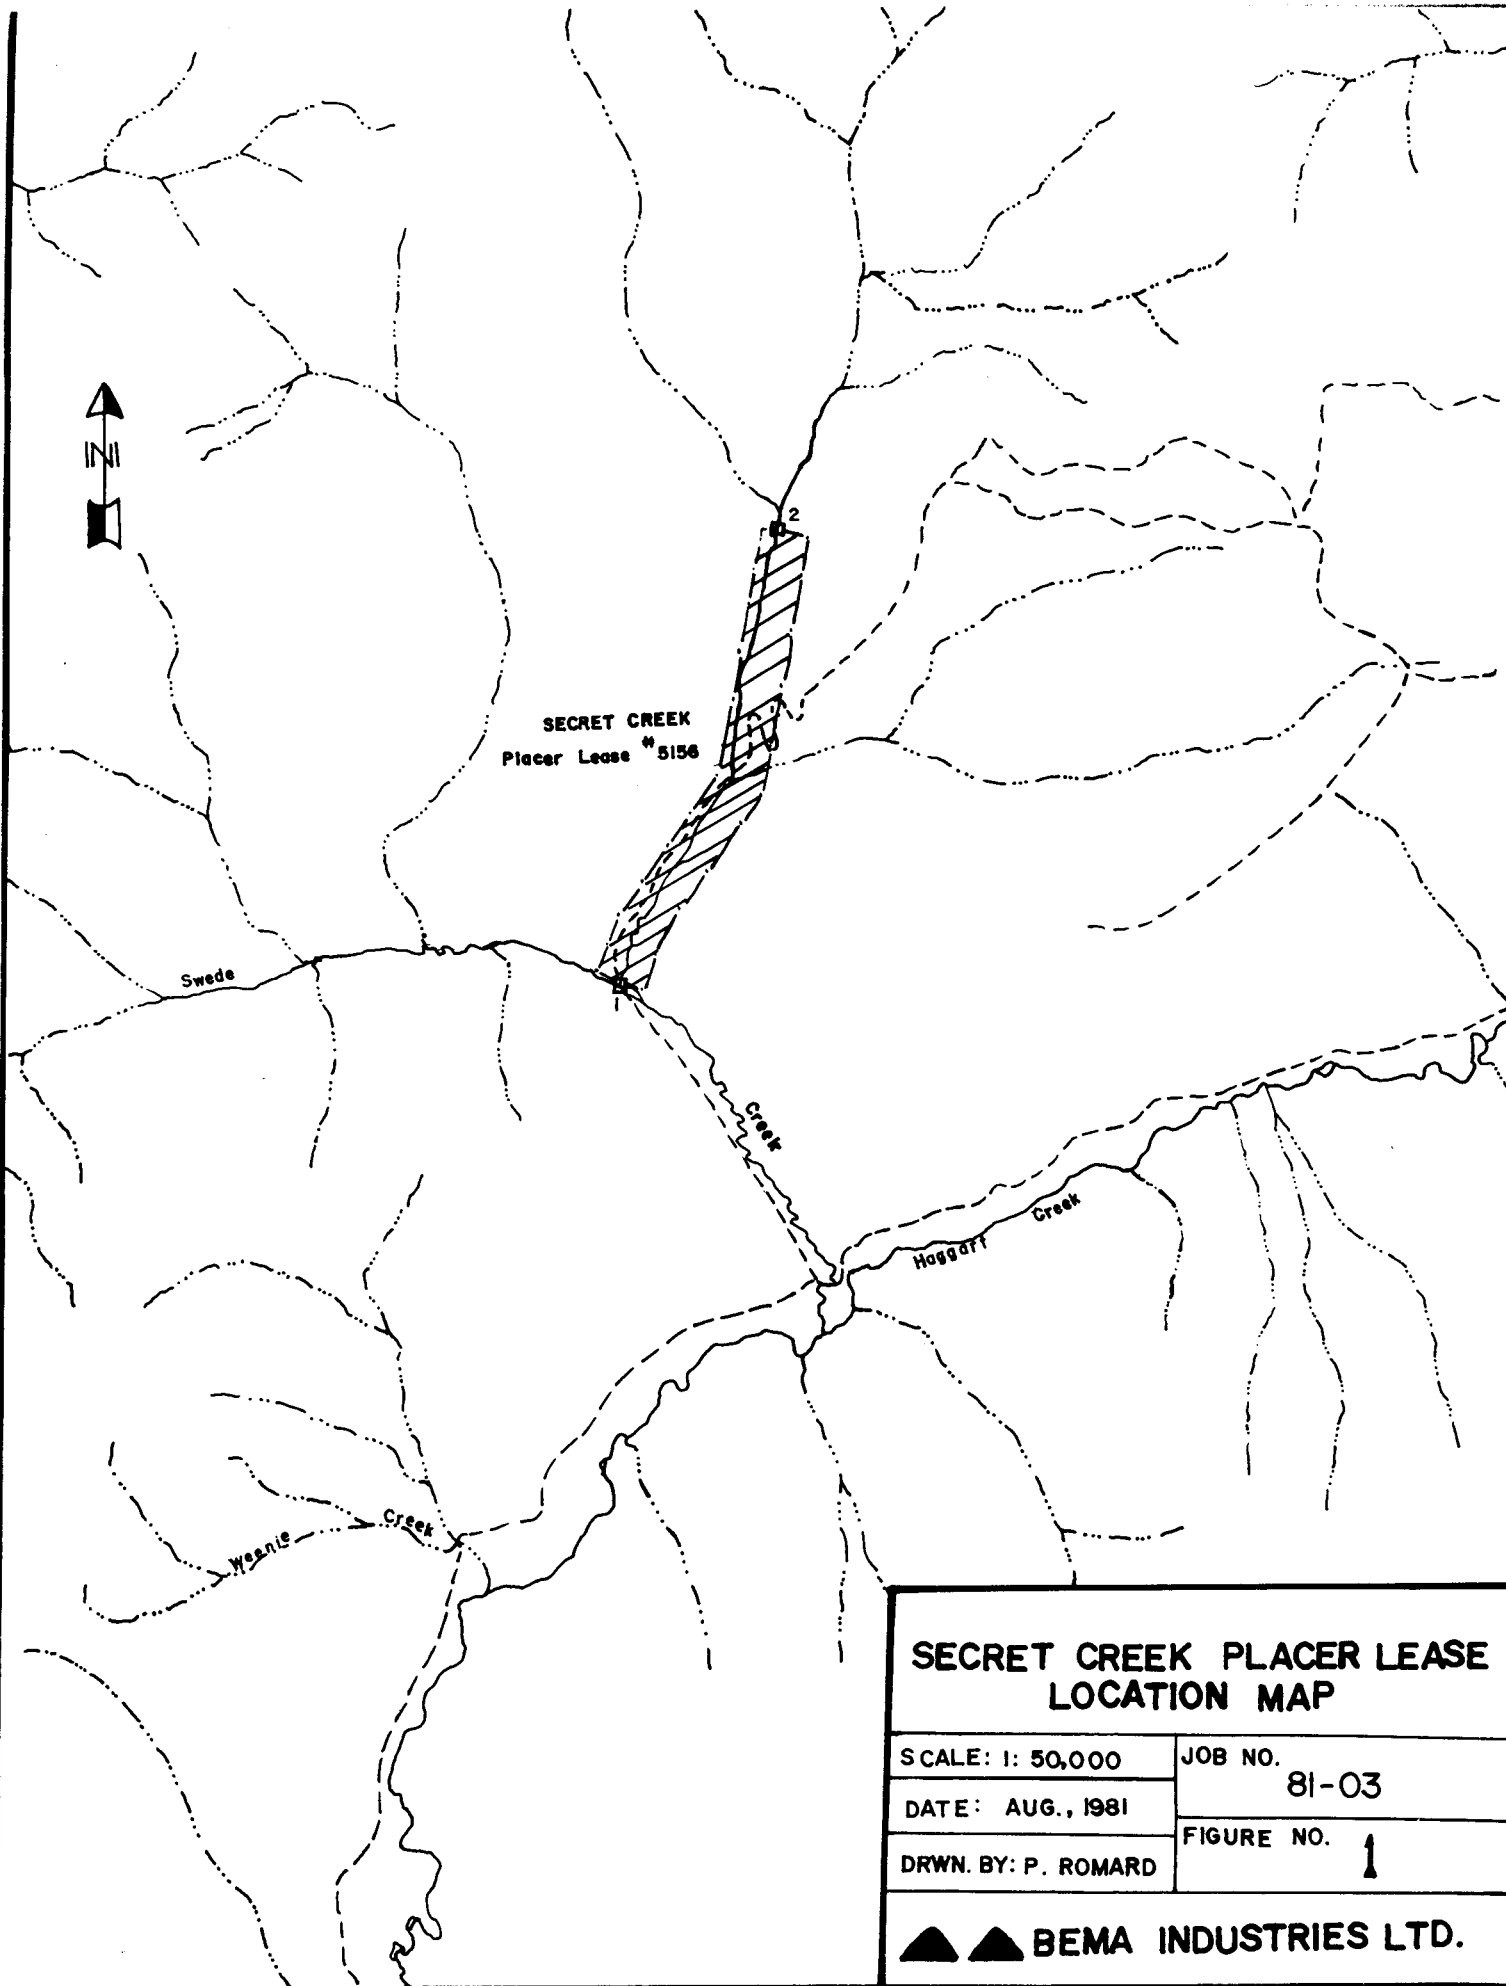 N
2
SECRET CREEK
Placer Lease #5156
Swede
1
Creek
Haggart Creek
Weenie Creek
SECRET CREEK PLACER LEASE
LOCATION MAP
SCALE: 1: 50,000
JOB NO.
81-03
DATE: AUG., 1981
FIGURE NO. 1
DRWN. BY: P. ROMARD
BEMA INDUSTRIES LTD.